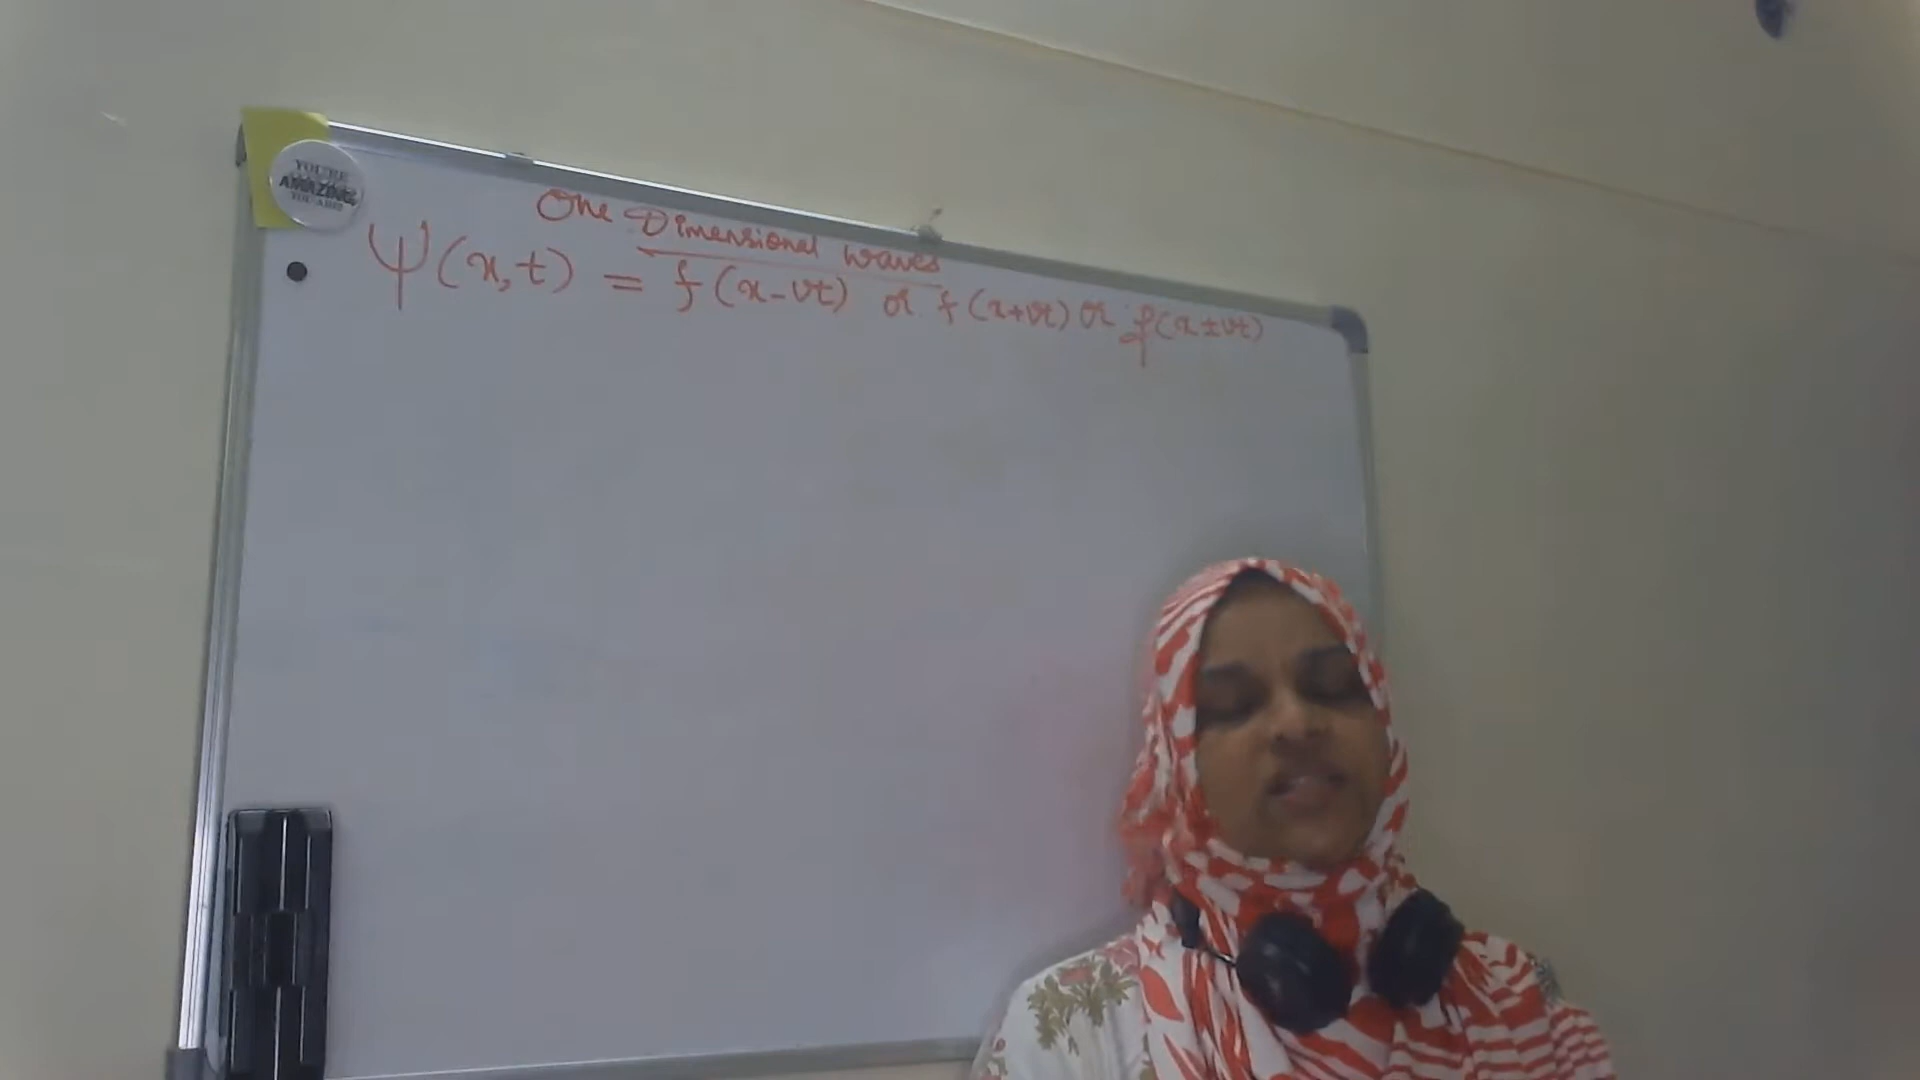 YOU'RE
AMAZING
YOU ARE!
One Dimensional waves
Ψ(x,t) = f(x-vt) or f(x+vt) or f(x±vt)